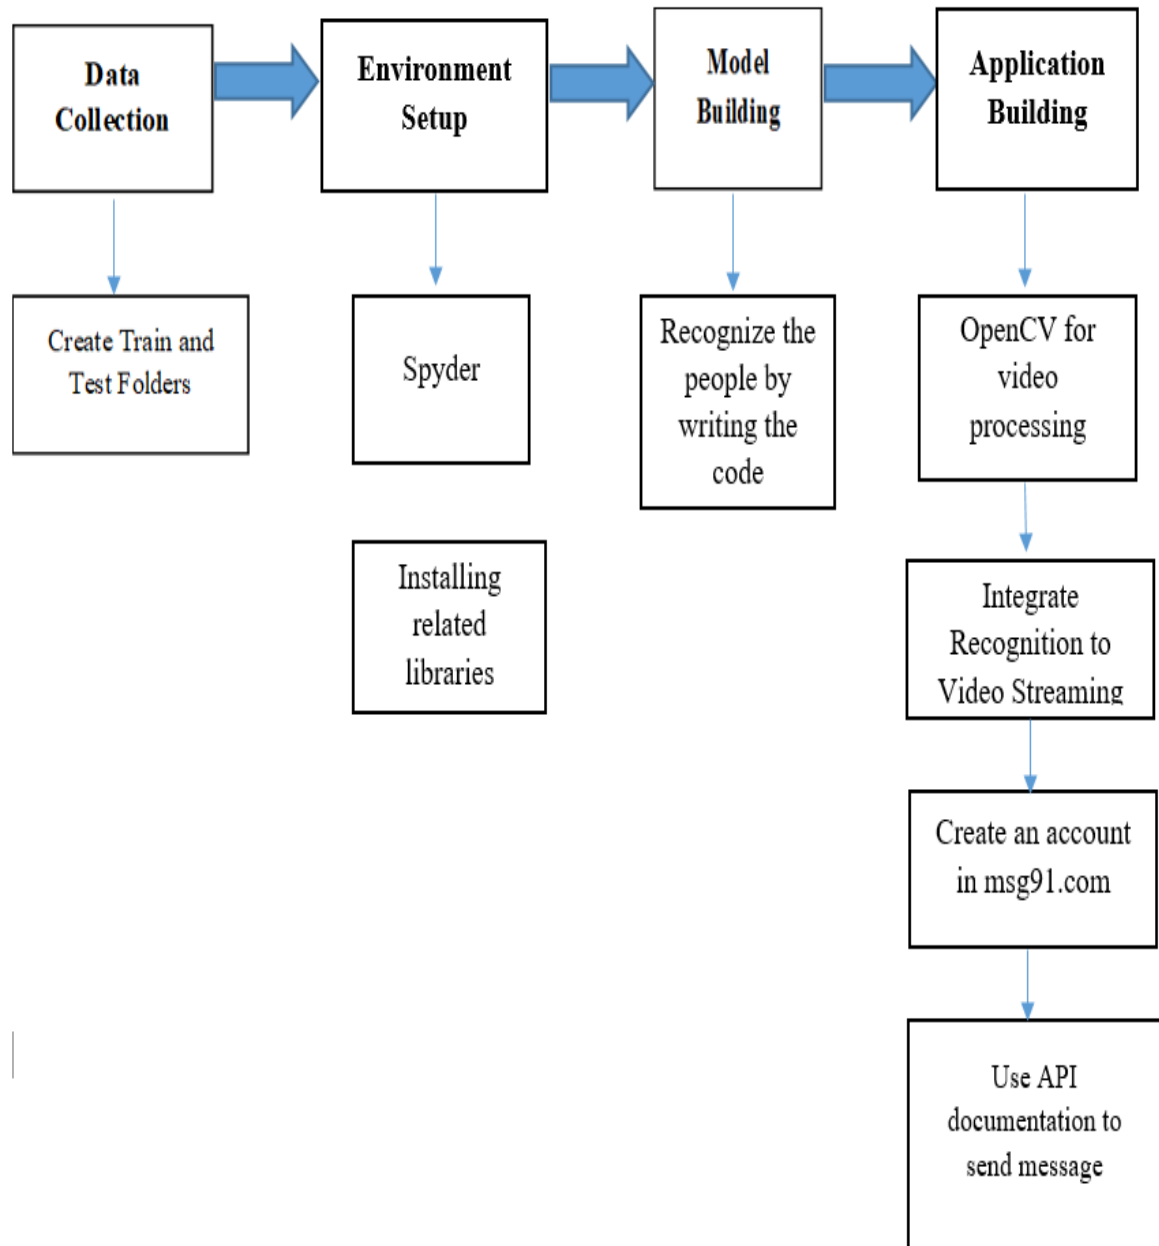 Data
Collection
Environment
Setup
Model
Building
Application
Building
Create Train and
Test Folders
Spyder
Recognize the
people by
writing the
code
OpenCV for
video
processing
Installing
related
libraries
Integrate
Recognition to
Video Streaming
Create an account
in msg91.com
Use API
documentation to
send message